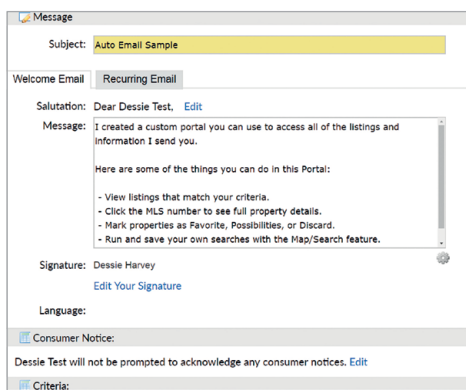 Message
Subject: Auto Email Sample
Welcome Email Recurring Email
Salutation: Dear Dessie Test, Edit
Message: I created a custom portal you can use to access all of the listings and
information I send you.
Here are some of the things you can do in this Portal:
- View listings that match your criteria.
- Click the MLS number to see full property details.
- Mark properties as Favorite, Possibilities, or Discard.
- Run and save your own searches with the Map/Search feature.
Signature: Dessie Harvey
Edit Your Signature
Language:
Consumer Notice:
Dessie Test will not be prompted to acknowledge any consumer notices. Edit
Criteria: